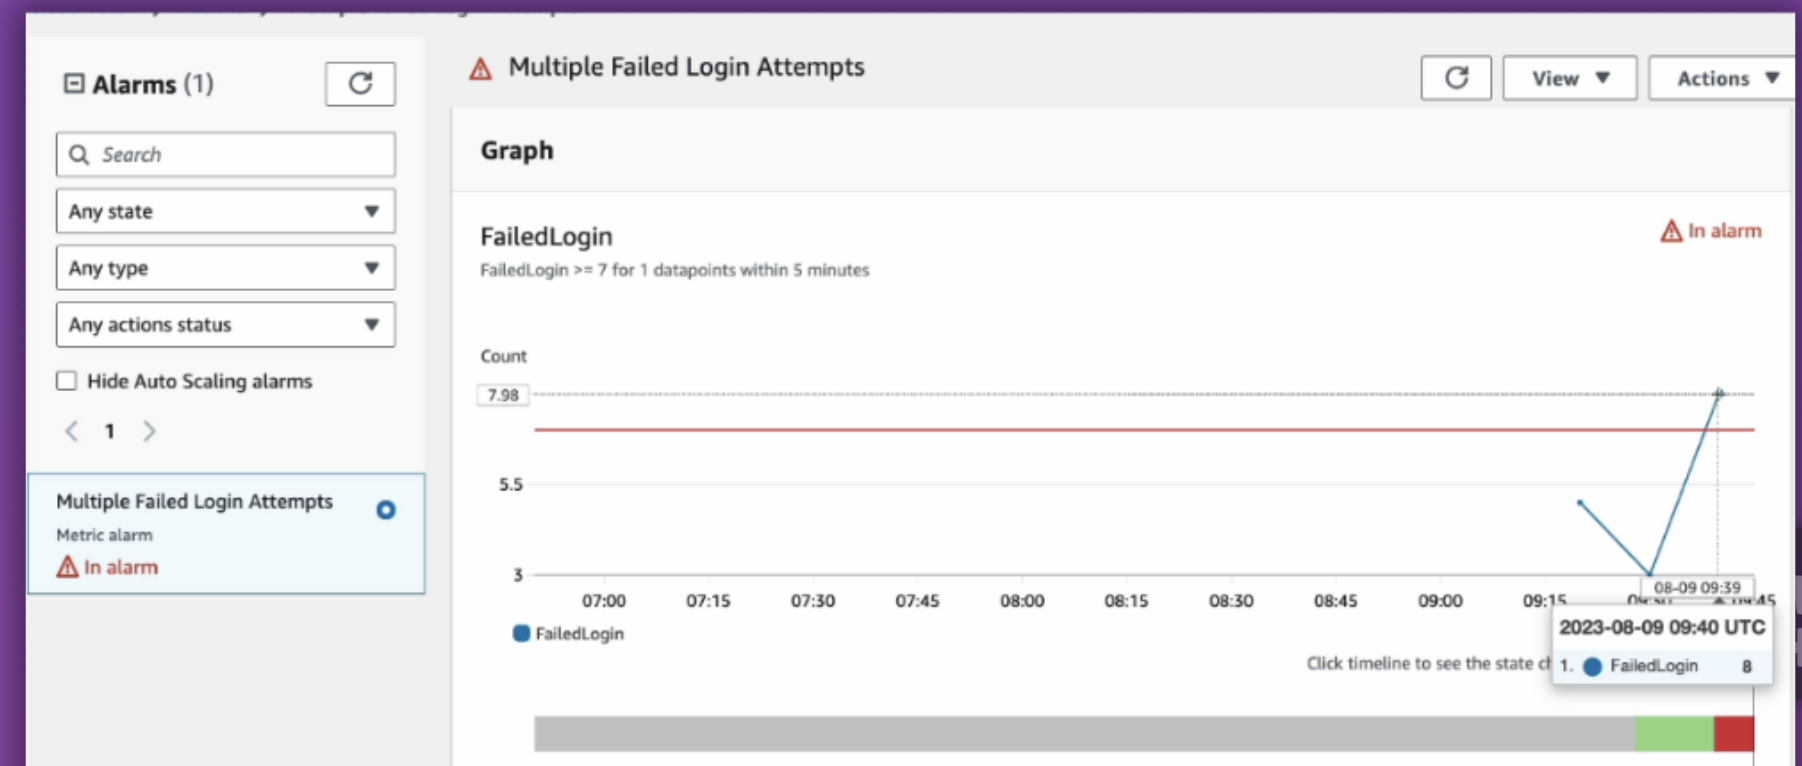 Alarms (1)
Search
Any state
Any type
Any actions status
Hide Auto Scaling alarms
1
Multiple Failed Login Attempts
Metric alarm
In alarm
Multiple Failed Login Attempts
View
Actions
Graph
FailedLogin
In alarm
FailedLogin >= 7 for 1 datapoints within 5 minutes
Count
7.98
5.5
3
07:00 07:15 07:30 07:45 08:00 08:15 08:30 08:45 09:00 09:15
08-09 09:39
FailedLogin
2023-08-09 09:40 UTC
1. FailedLogin 8
Click timeline to see the state